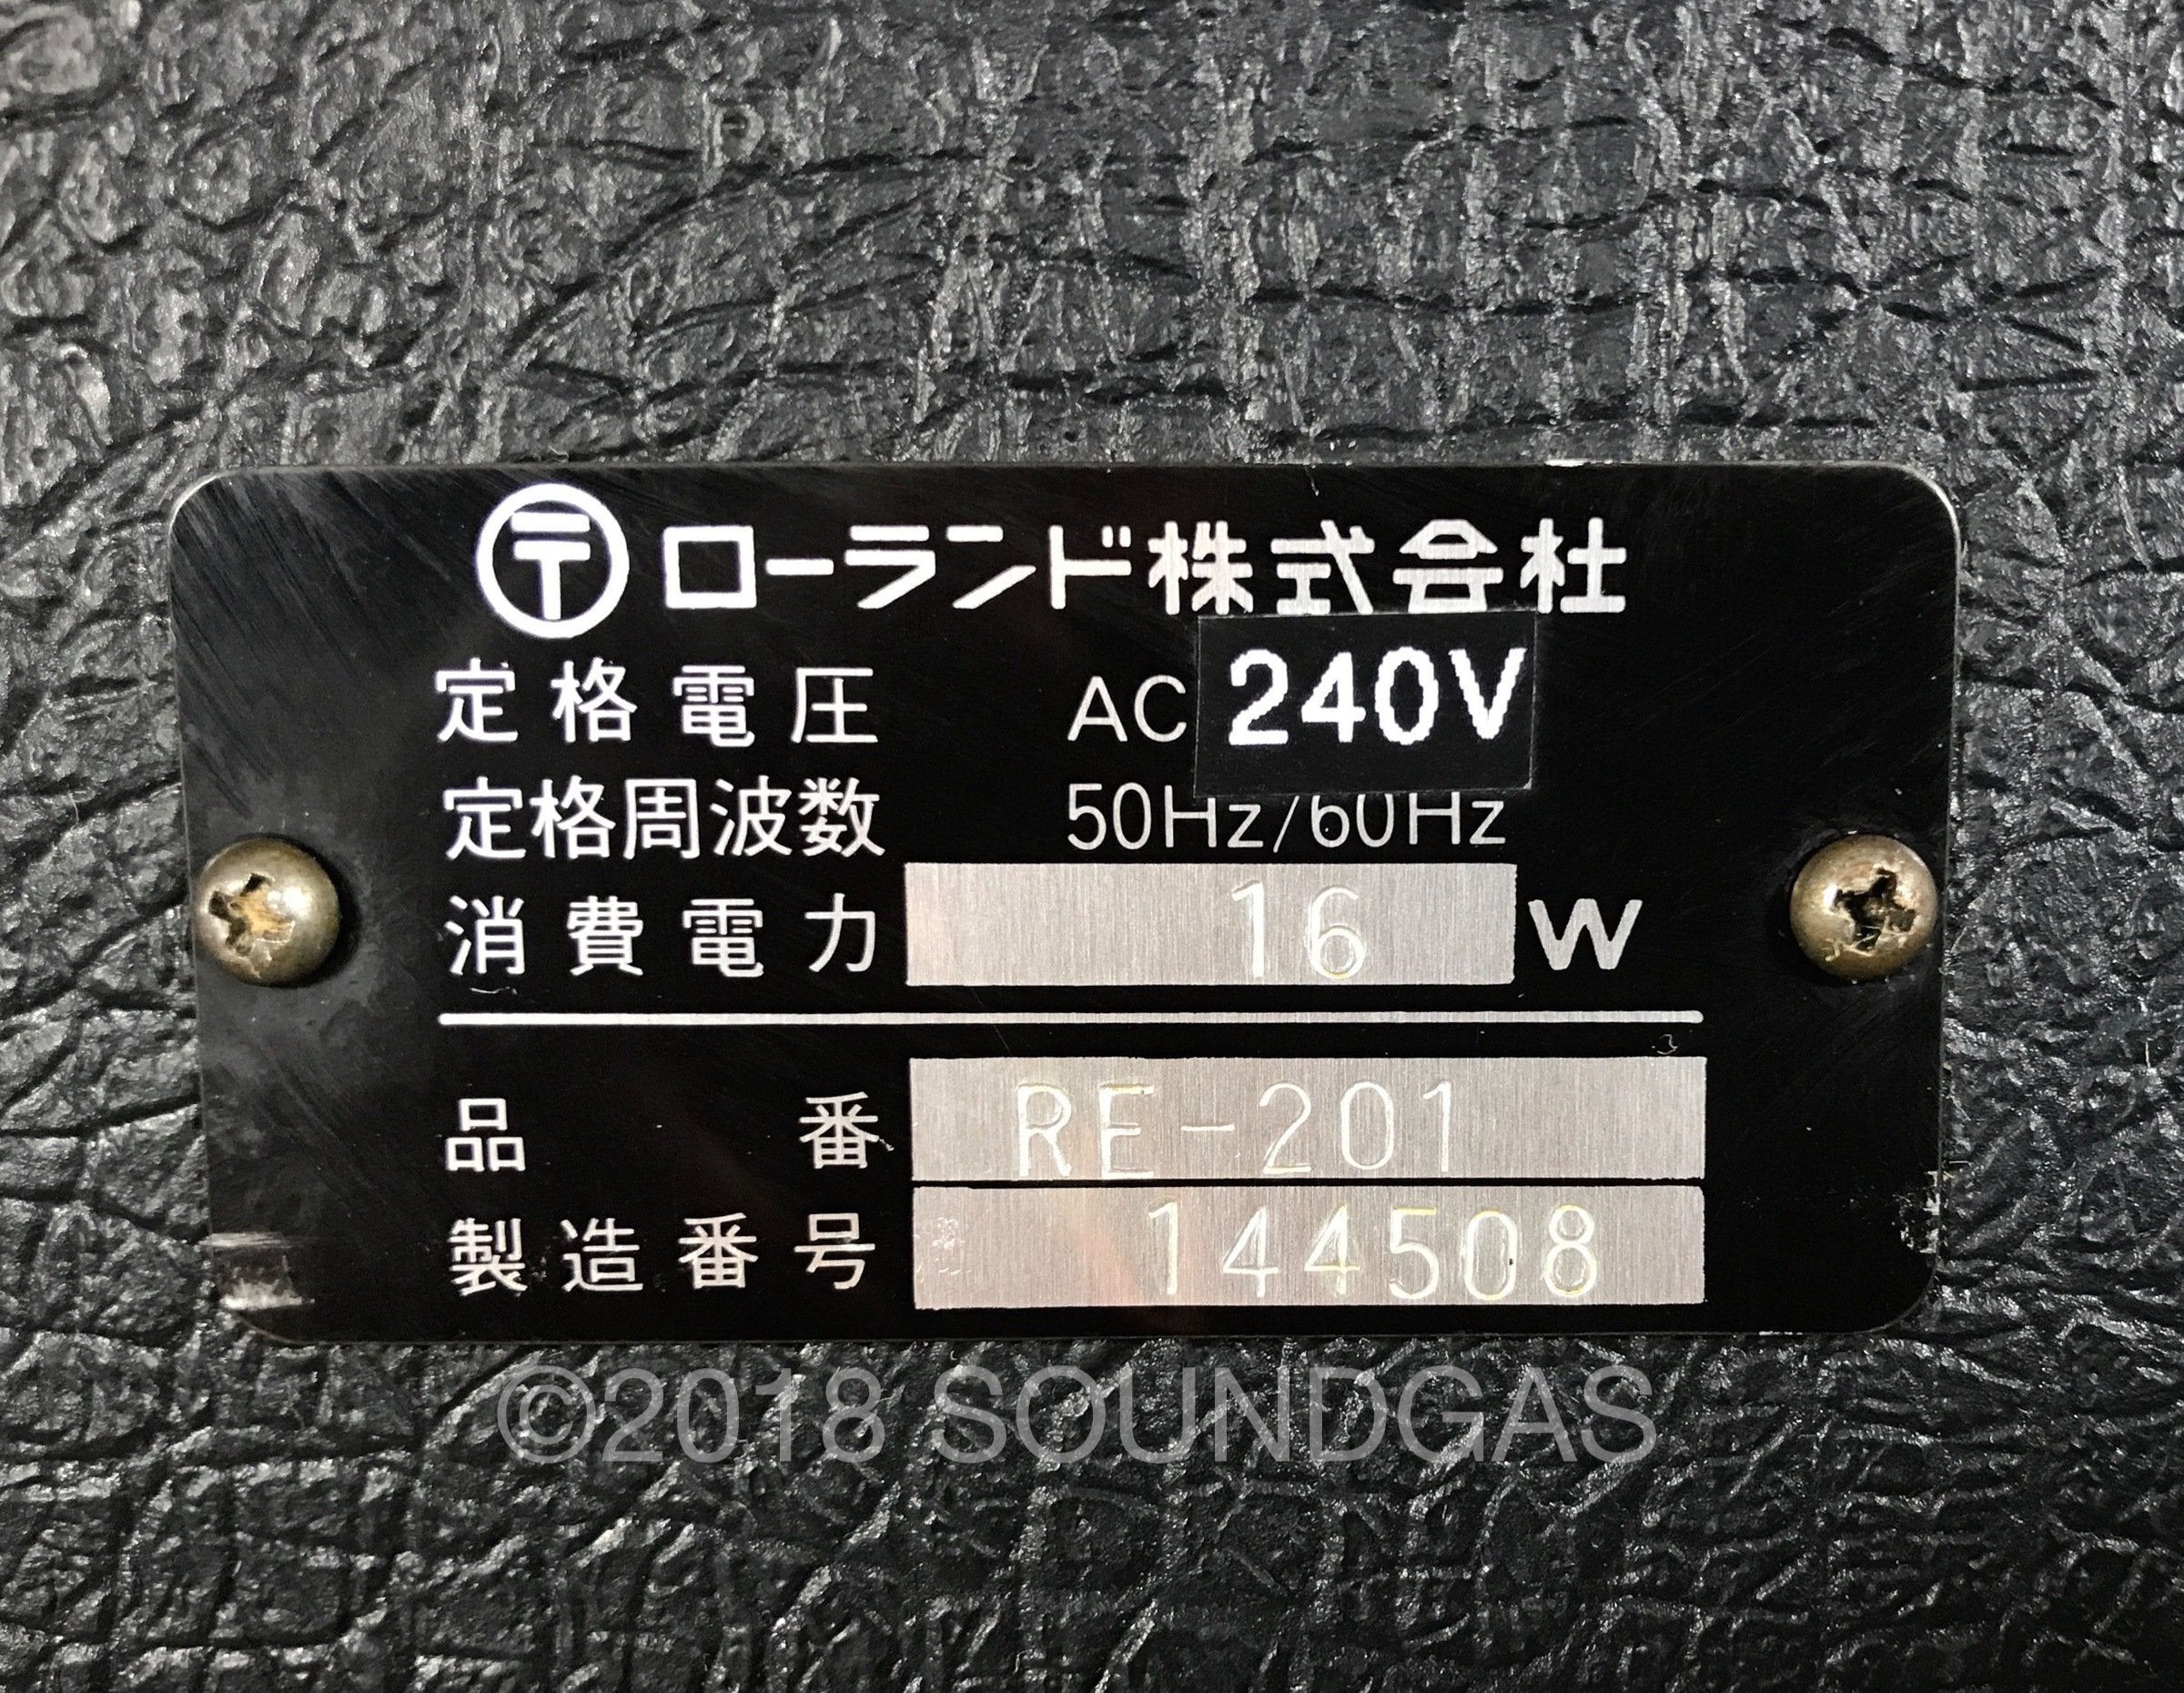 〒 ローランド株式会社
定格電圧 AC 240V
定格周波数 50Hz/60Hz
消費電力 16 W
品番 RE-201
製造番号 144508
©2018 SOUNDGAS